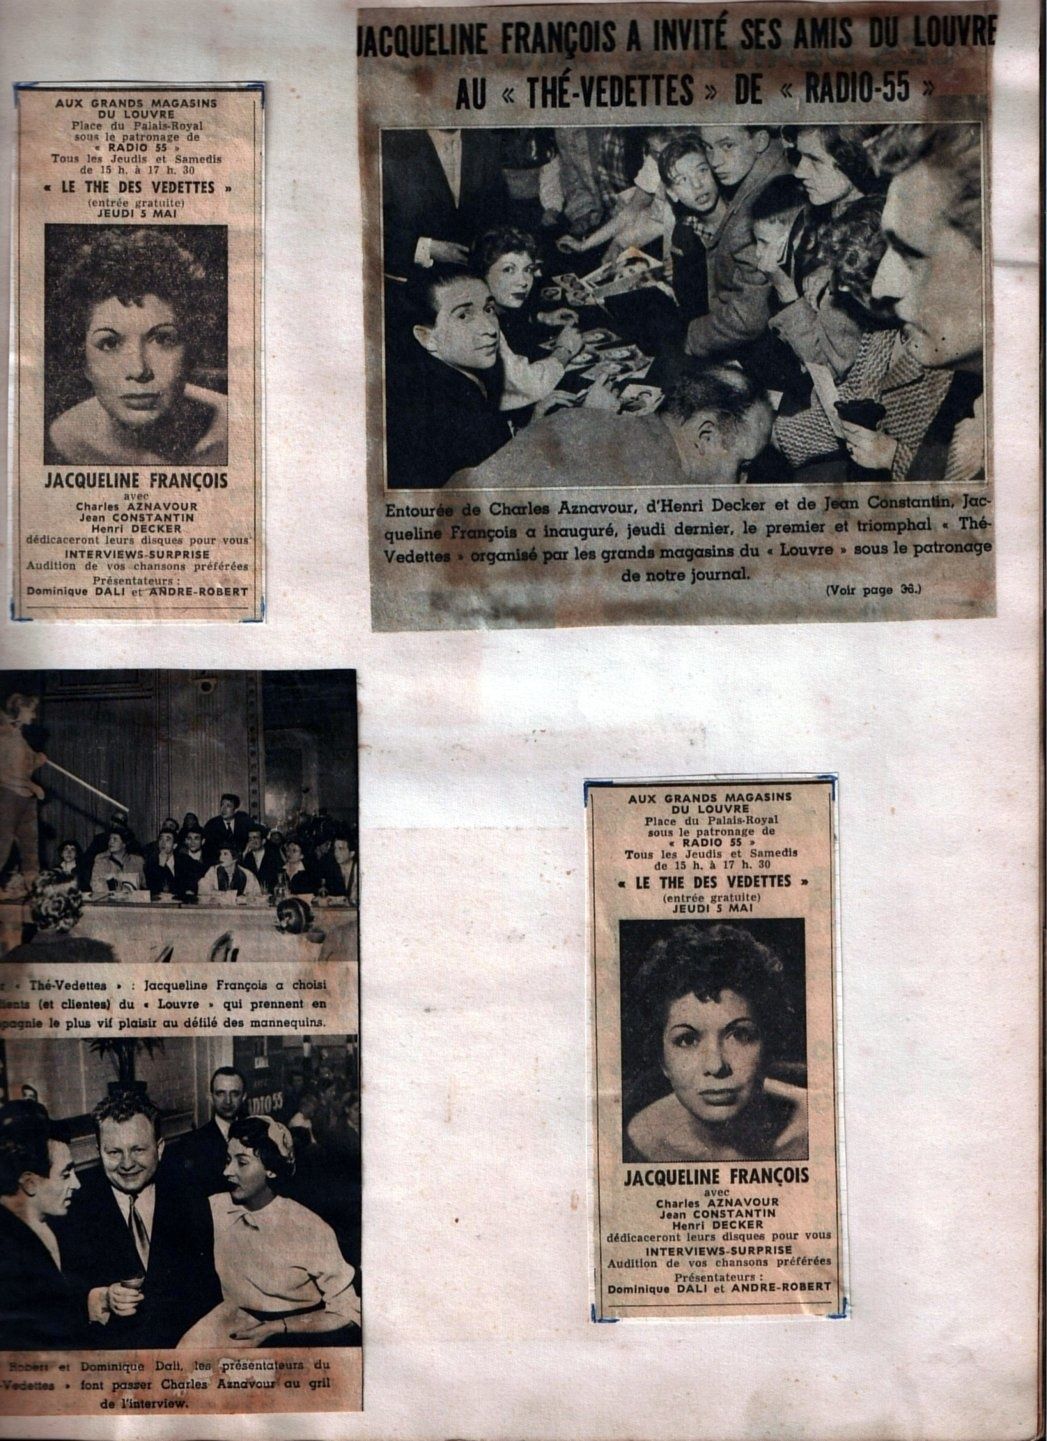 JACQUELINE FRANÇOIS A INVITÉ SES AMIS DU LOUVRE
AU « THÉ-VEDETTES » DE « RADIO-55 »
AUX GRANDS MAGASINS
DU LOUVRE
Place du Palais-Royal
sous le patronage de
« RADIO 55 »
Tous les Jeudis et Samedis
de 15 h. à 17 h. 30
« LE THE DES VEDETTES »
(entrée gratuite)
JEUDI 5 MAI
JACQUELINE FRANÇOIS
avec
Charles AZNAVOUR
Jean CONSTANTIN
Henri DECKER
dédicaceront leurs disques pour vous
INTERVIEWS-SURPRISE
Audition de vos chansons préférées
Présentateurs :
Dominique DALI et ANDRE-ROBERT
Entourée de Charles Aznavour, d'Henri Decker et de Jean Constantin, Jac-
queline François a inauguré, jeudi dernier, le premier et triomphal « Thé-
Vedettes » organisé par les grands magasins du « Louvre » sous le patronage
de notre journal.
(Voir page 36.)
« Thé-Vedettes » : Jacqueline François a choisi
(et clientes) du « Louvre » qui prennent en
le plus vif plaisir au défilé des mannequins.
RADIO 55
Robert et Dominique Dali, les présentateurs du
Vedettes » font passer Charles Aznavour au gril
de l'interview.
AUX GRANDS MAGASINS
DU LOUVRE
Place du Palais-Royal
sous le patronage de
« RADIO 55 »
Tous les Jeudis et Samedis
de 15 h. à 17 h. 30
« LE THE DES VEDETTES »
(entrée gratuite)
JEUDI 5 MAI
JACQUELINE FRANÇOIS
avec
Charles AZNAVOUR
Jean CONSTANTIN
Henri DECKER
dédicaceront leurs disques pour vous
INTERVIEWS-SURPRISE
Audition de vos chansons préférées
Présentateurs :
Dominique DALI et ANDRE-ROBERT